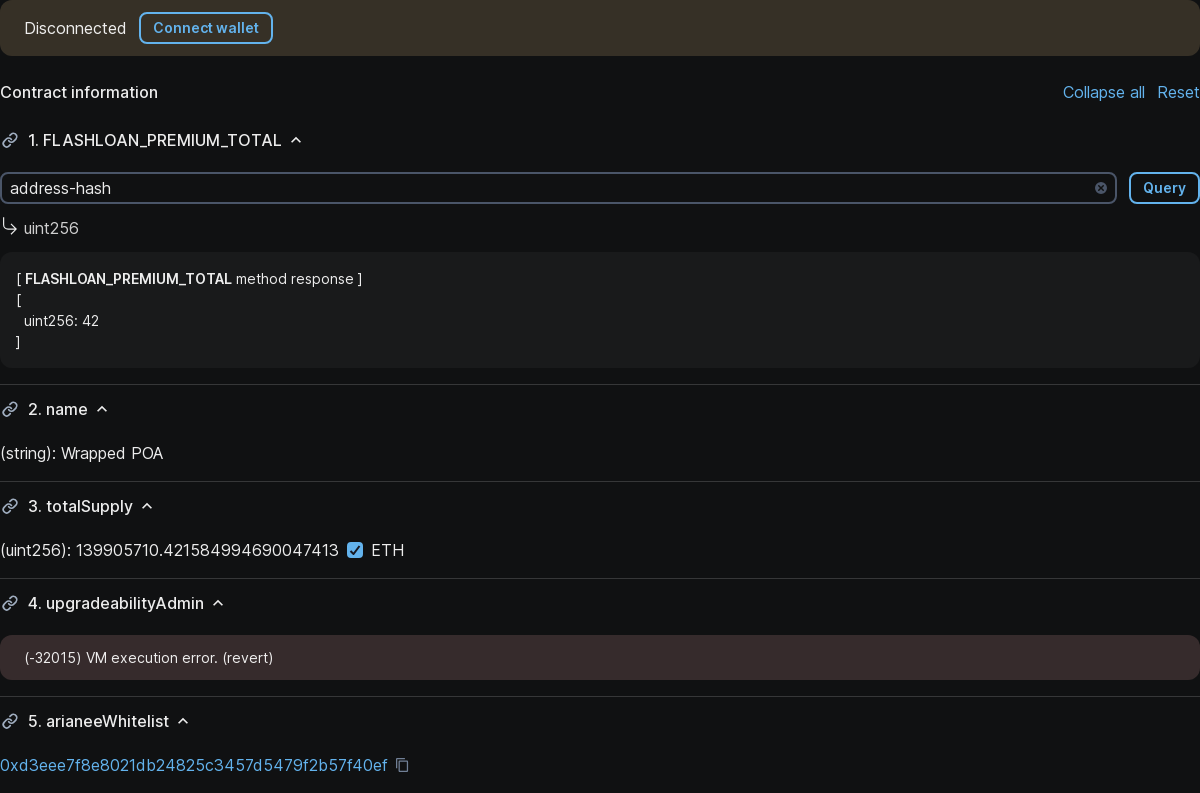 Disconnected Connect wallet
Contract information Collapse all Reset
1. FLASHLOAN_PREMIUM_TOTAL
address-hash Query
uint256
[ FLASHLOAN_PREMIUM_TOTAL method response ]
[
uint256: 42
]
2. name
(string): Wrapped POA
3. totalSupply
(uint256): 139905710.421584994690047413 ETH
4. upgradeabilityAdmin
(-32015) VM execution error. (revert)
5. arianeeWhitelist
0xd3eee7f8e8021db24825c3457d5479f2b57f40ef